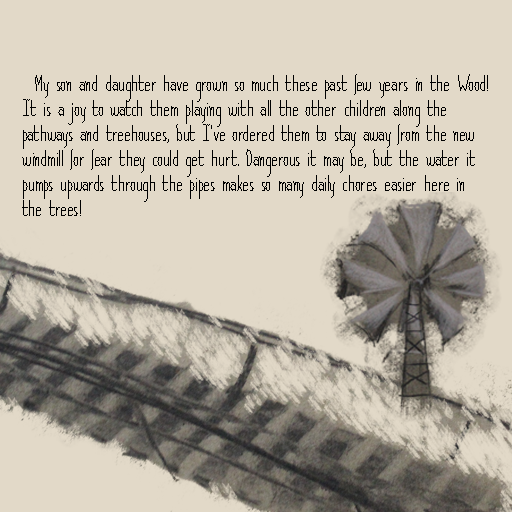 My son and daughter have grown so much these past few years in the Wood!
It is a joy to watch them playing with all the other children along the
pathways and treehouses, but I've ordered them to stay away from the new
windmill for fear they could get hurt. Dangerous it may be, but the water it
pumps upwards through the pipes makes so many daily chores easier here in
the trees!